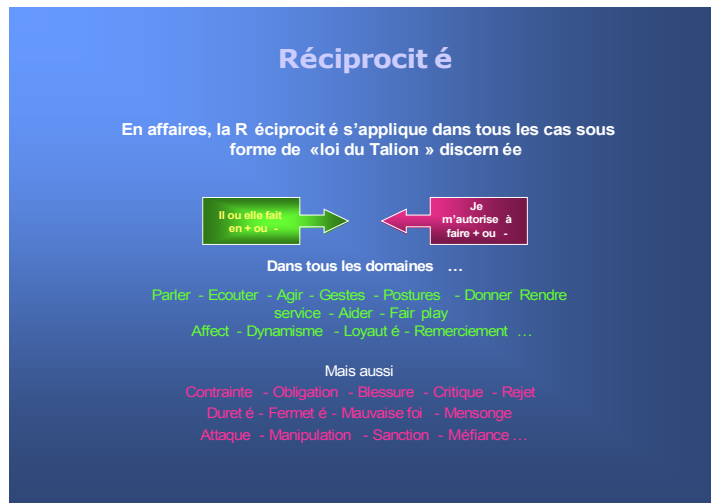 Réciprocit é
En affaires, la R éciprocit é s’applique dans tous les cas sous
forme de «loi du Talion » discern ée
Il ou elle fait
en + ou -
Je
m’autorise à
faire + ou -
Dans tous les domaines …
Parler - Ecouter - Agir - Gestes - Postures - Donner Rendre
service - Aider - Fair play
Affect - Dynamisme - Loyaut é - Remerciement …
Mais aussi
Contrainte - Obligation - Blessure - Critique - Rejet
Duret é - Fermet é - Mauvaise foi - Mensonge
Attaque - Manipulation - Sanction - Méfiance …